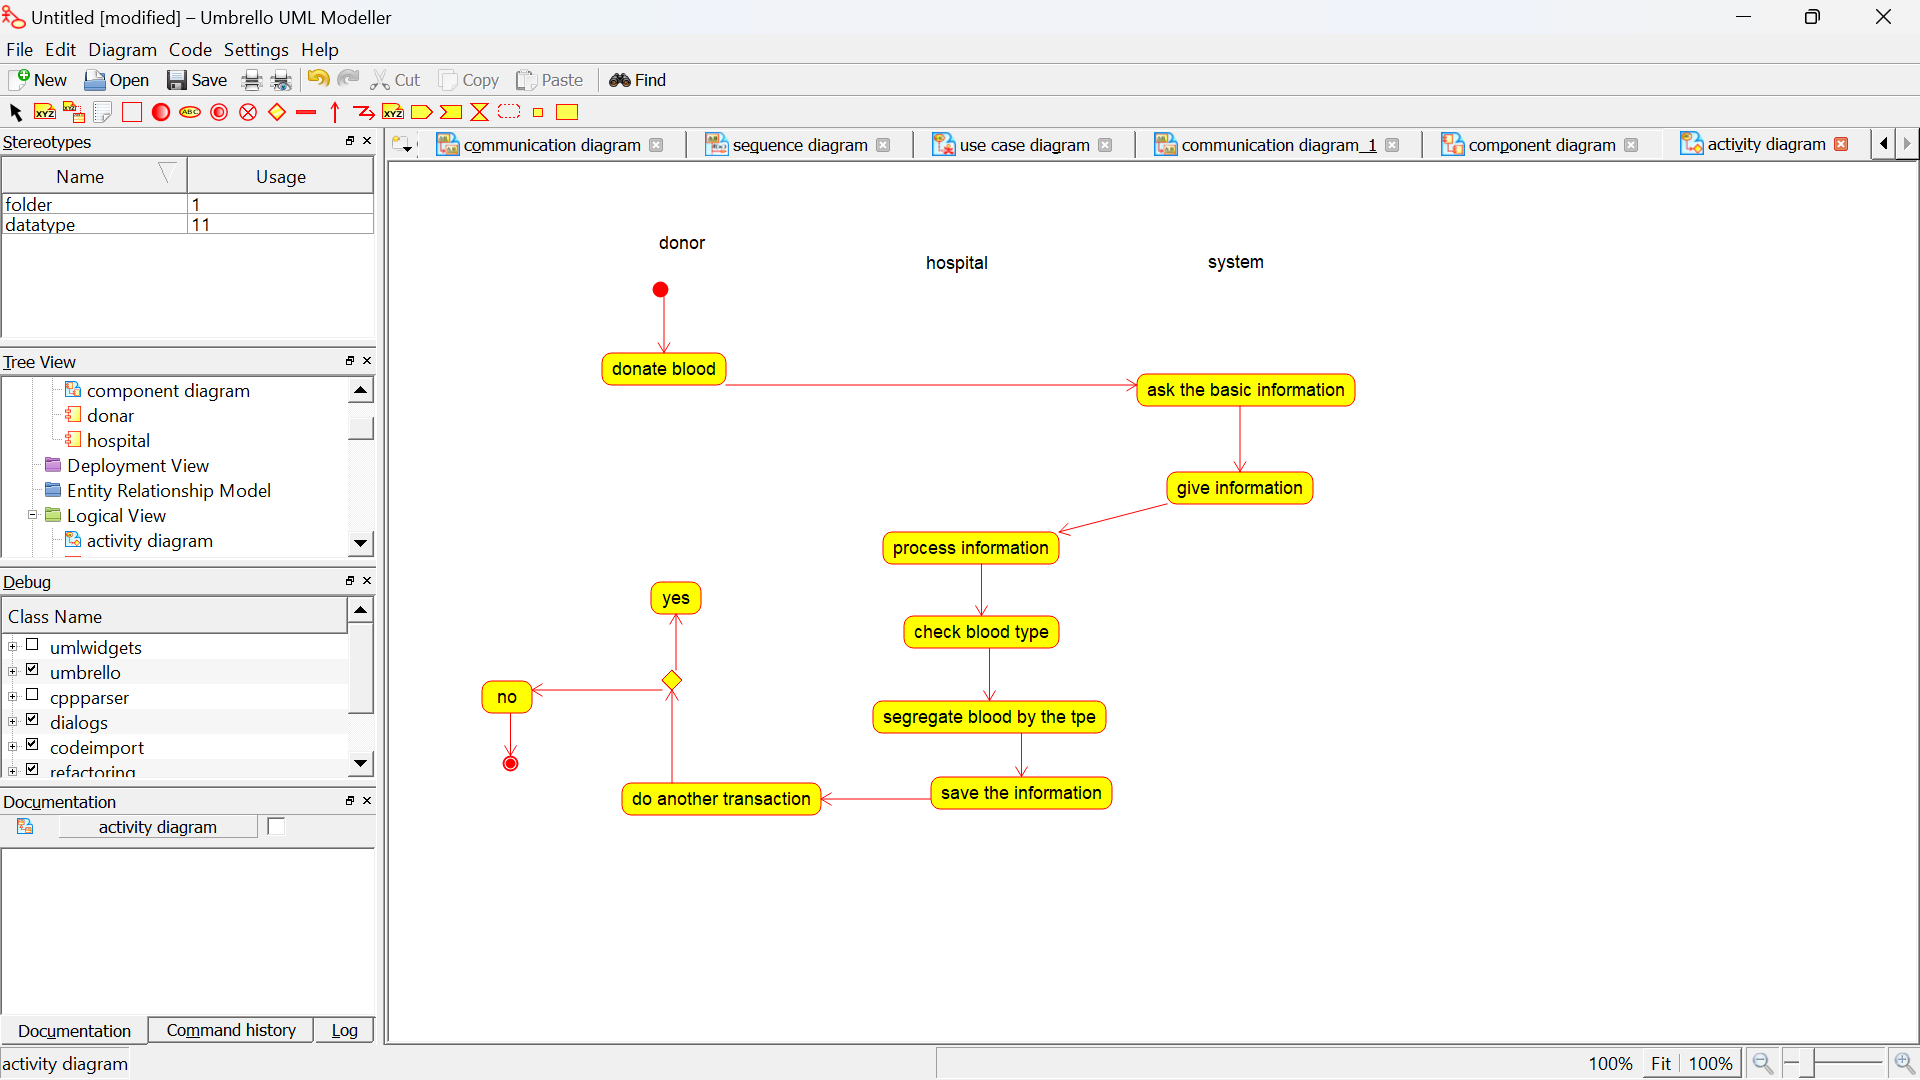 Untitled [modified] – Umbrello UML Modeller
File Edit Diagram Code Settings Help
New Open Save Cut Copy Paste Find
XYZ XYZ ABC XYZ
Stereotypes
communication diagram sequence diagram use case diagram communication diagram_1 component diagram activity diagram
Name Usage
folder 1
datatype 11
Tree View
component diagram
donar
hospital
Deployment View
Entity Relationship Model
Logical View
activity diagram
Debug
Class Name
umlwidgets
umbrello
cppparser
dialogs
codeimport
refactoring
Documentation
activity diagram
Documentation Command history Log
donor
hospital
system
donate blood
ask the basic information
give information
process information
yes
check blood type
no
segregate blood by the tpe
do another transaction
save the information
activity diagram
100% Fit 100%